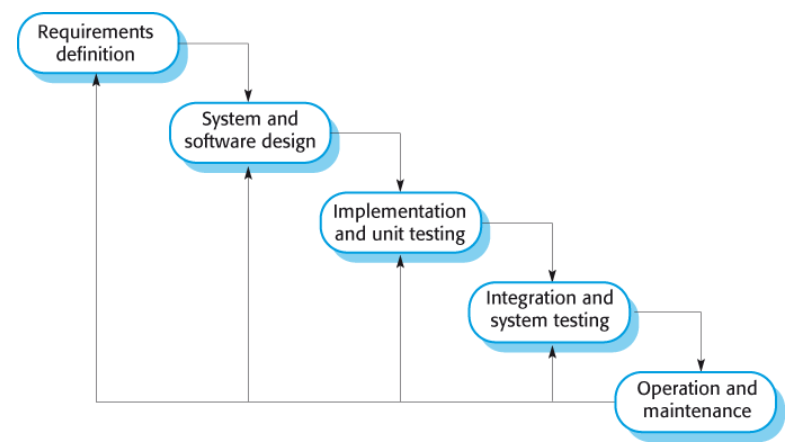 Requirements
definition
System and
software design
Implementation
and unit testing
Integration and
system testing
Operation and
maintenance